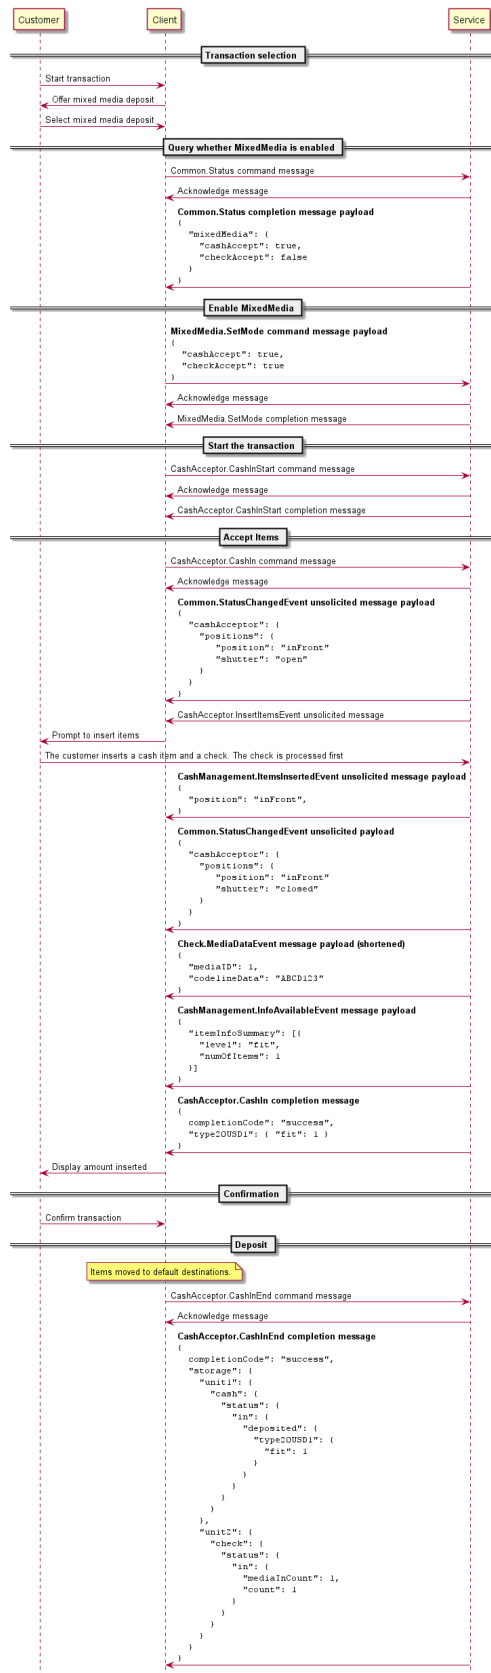 Customer
Client
Service
Transaction selection
Start transaction
Offer mixed media deposit
Select mixed media deposit
Query whether MixedMedia is enabled
Common.Status command message
Acknowledge message
Common.Status completion message payload
{
"mixedMedia": {
"cashAccept": true,
"checkAccept": false
}
}
Enable MixedMedia
MixedMedia.SetMode command message payload
{
"cashAccept": true,
"checkAccept": true
}
Acknowledge message
MixedMedia.SetMode completion message
Start the transaction
CashAcceptor.CashInStart command message
Acknowledge message
CashAcceptor.CashInStart completion message
Accept Items
CashAcceptor.CashIn command message
Acknowledge message
Common.StatusChangedEvent unsolicited message payload
{
"cashAcceptor": {
"positions": {
"position": "inFront"
"shutter": "open"
}
}
}
CashAcceptor.InsertItemsEvent unsolicited message
Prompt to insert items
The customer inserts a cash item and a check. The check is processed first
CashManagement.ItemsInsertedEvent unsolicited message payload
{
"position": "inFront",
}
Common.StatusChangedEvent unsolicited payload
{
"cashAcceptor": {
"positions": {
"position": "inFront"
"shutter": "closed"
}
}
}
Check.MediaDataEvent message payload (shortened)
{
"mediaID": 1,
"codelineData": "ABCD123"
}
CashManagement.InfoAvailableEvent message payload
{
"itemInfoSummary": [{
"level": "fit",
"numOfItems": 1
}]
}
CashAcceptor.CashIn completion message
{
completionCode": "success",
"type20USD1": { "fit": 1 }
}
Display amount inserted
Confirmation
Confirm transaction
Deposit
Items moved to default destinations.
CashAcceptor.CashInEnd command message
Acknowledge message
CashAcceptor.CashInEnd completion message
{
completionCode": "success",
"storage": {
"unit1": {
"cash": {
"status": {
"in": {
"deposited": {
"type20USD1": {
"fit": 1
}
}
}
}
}
},
"unit2": {
"check": {
"status": {
"in": {
"mediaInCount": 1,
"count": 1
}
}
}
}
}
}